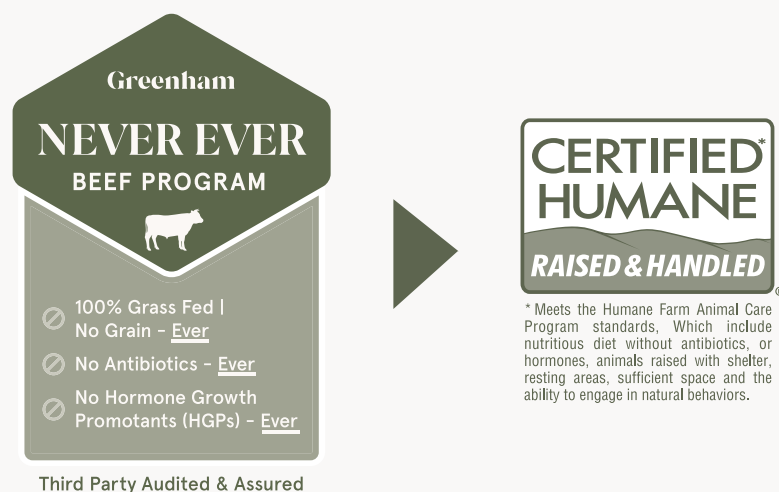 Greenham
NEVER EVER
BEEF PROGRAM
100% Grass Fed |
No Grain - Ever
No Antibiotics - Ever
No Hormone Growth
Promotants (HGPs) - Ever
Third Party Audited & Assured
CERTIFIED*
HUMANE
RAISED & HANDLED
®
* Meets the Humane Farm Animal Care
Program standards, Which include
nutritious diet without antibiotics, or
hormones, animals raised with shelter,
resting areas, sufficient space and the
ability to engage in natural behaviors.